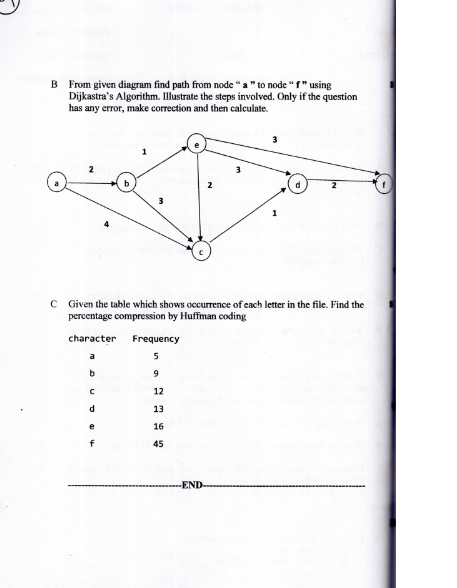 B From given diagram find path from node " a " to node " f " using
Dijkastra's Algorithm. Illustrate the steps involved. Only if the question
has any error, make correction and then calculate.
3
e
1
2
3
a
b
2
d
2
f
3
1
4
c
C Given the table which shows occurrence of each letter in the file. Find the
percentage compression by Huffman coding
character Frequency
a 5
b 9
c 12
d 13
e 16
f 45
END